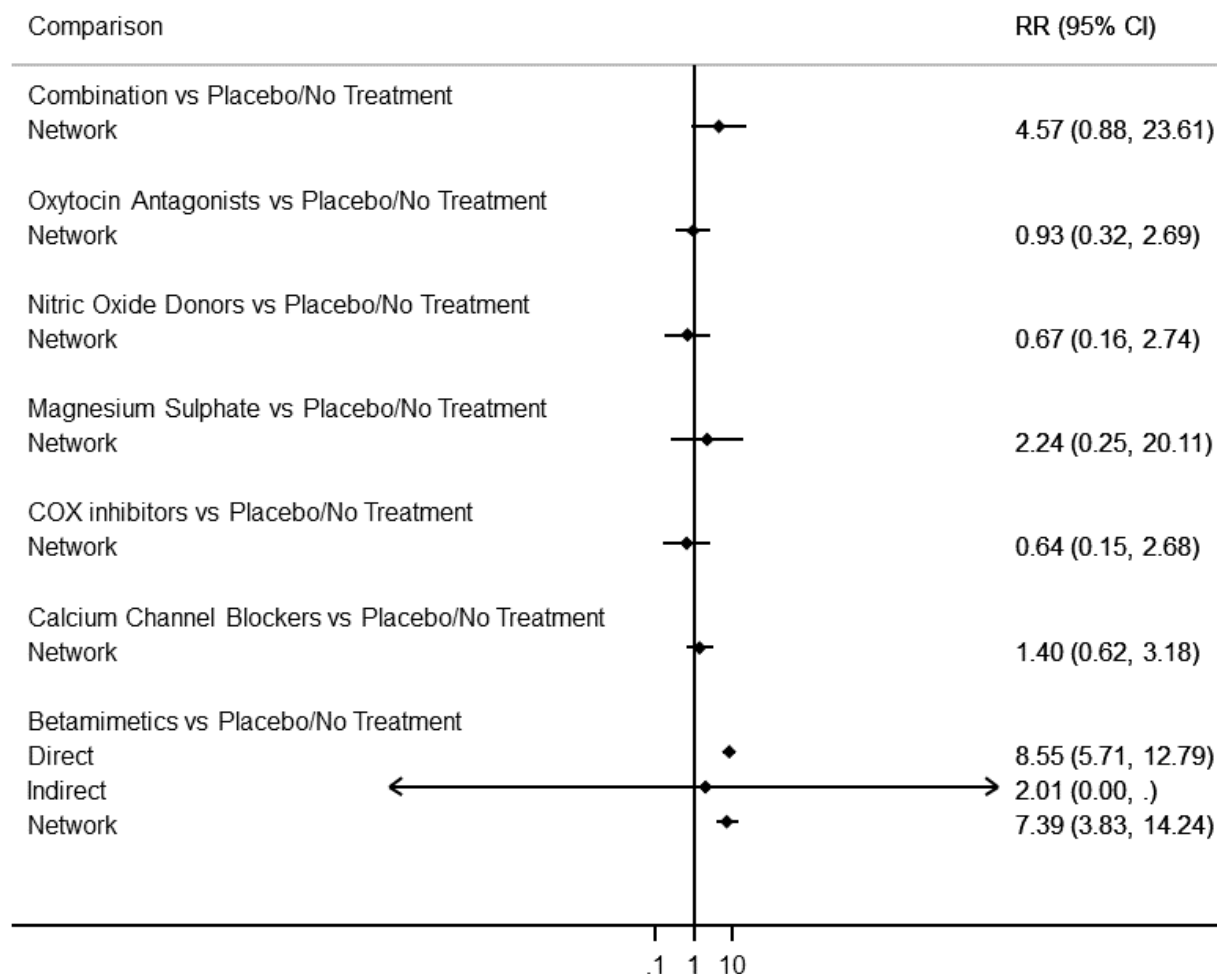 Comparison RR (95% CI)
Combination vs Placebo/No Treatment
Network 4.57 (0.88, 23.61)
Oxytocin Antagonists vs Placebo/No Treatment
Network 0.93 (0.32, 2.69)
Nitric Oxide Donors vs Placebo/No Treatment
Network 0.67 (0.16, 2.74)
Magnesium Sulphate vs Placebo/No Treatment
Network 2.24 (0.25, 20.11)
COX inhibitors vs Placebo/No Treatment
Network 0.64 (0.15, 2.68)
Calcium Channel Blockers vs Placebo/No Treatment
Network 1.40 (0.62, 3.18)
Betamimetics vs Placebo/No Treatment
Direct 8.55 (5.71, 12.79)
Indirect 2.01 (0.00, .)
Network 7.39 (3.83, 14.24)
.1 1 10